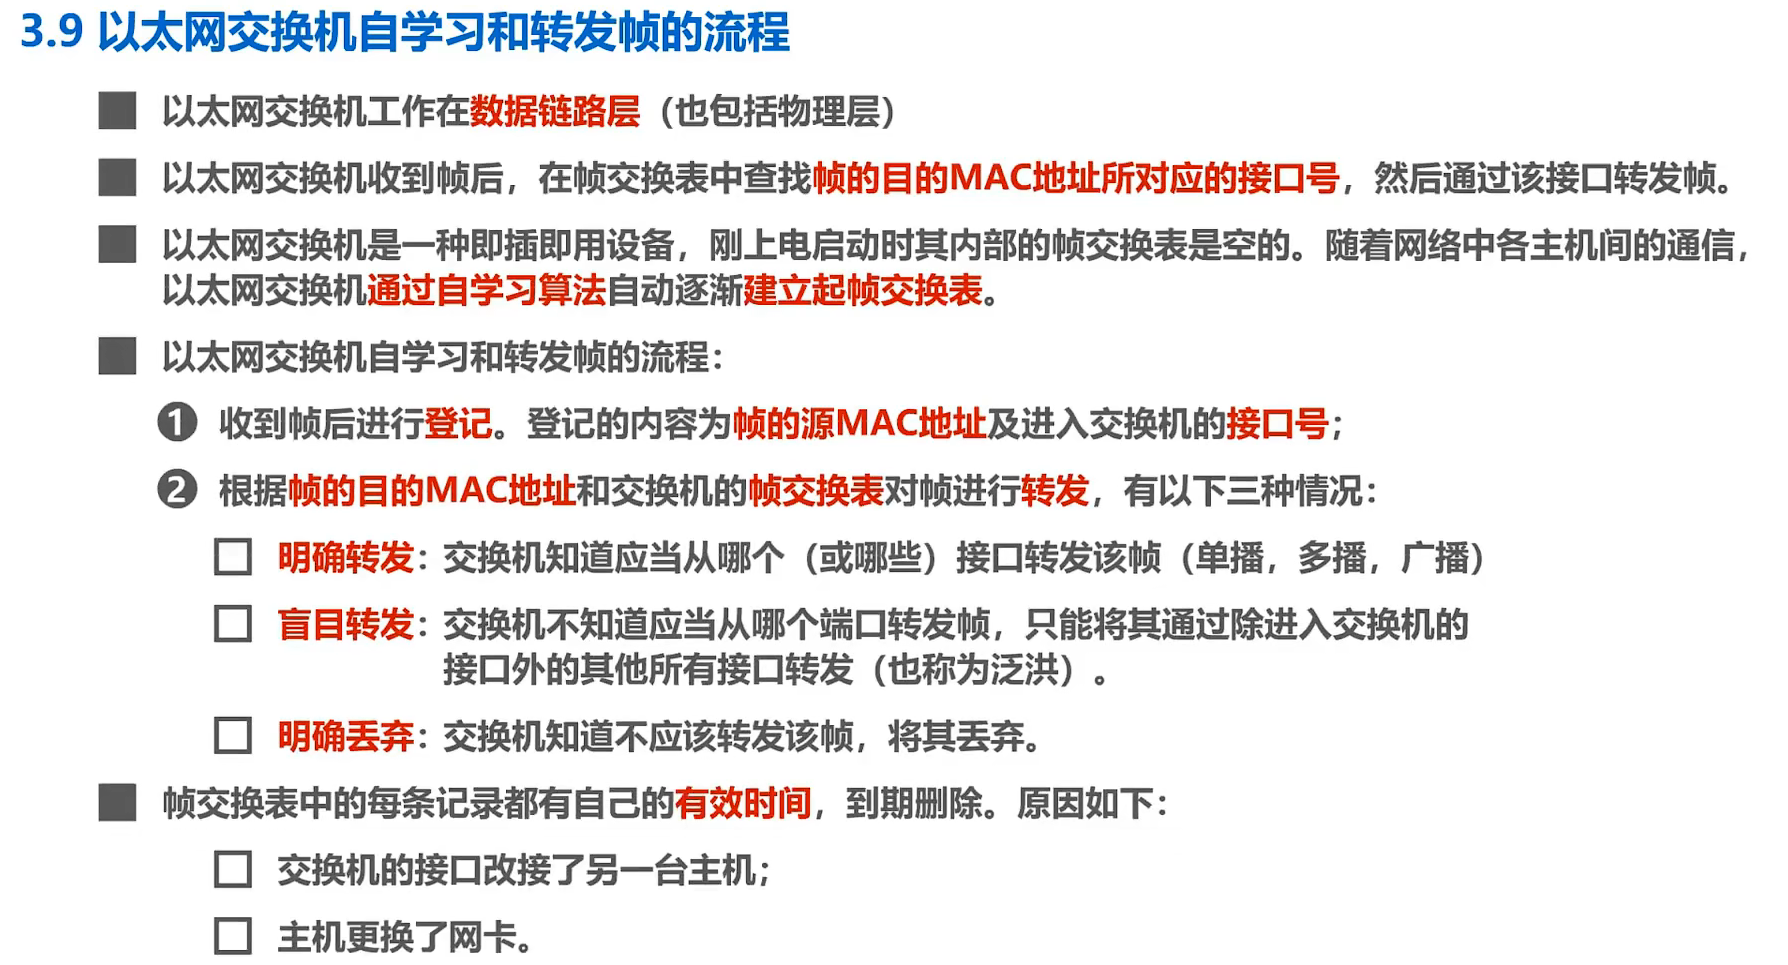 3.9 以太网交换机自学习和转发帧的流程
以太网交换机工作在数据链路层（也包括物理层）
以太网交换机收到帧后，在帧交换表中查找帧的目的MAC地址所对应的接口号，然后通过该接口转发帧。
以太网交换机是一种即插即用设备，刚上电启动时其内部的帧交换表是空的。随着网络中各主机间的通信，
以太网交换机通过自学习算法自动逐渐建立起帧交换表。
以太网交换机自学习和转发帧的流程：
❶ 收到帧后进行登记。登记的内容为帧的源MAC地址及进入交换机的接口号；
❷ 根据帧的目的MAC地址和交换机的帧交换表对帧进行转发，有以下三种情况：
明确转发：交换机知道应当从哪个（或哪些）接口转发该帧（单播，多播，广播）
盲目转发：交换机不知道应当从哪个端口转发帧，只能将其通过除进入交换机的
接口外的其他所有接口转发（也称为泛洪）。
明确丢弃：交换机知道不应该转发该帧，将其丢弃。
帧交换表中的每条记录都有自己的有效时间，到期删除。原因如下：
交换机的接口改接了另一台主机；
主机更换了网卡。